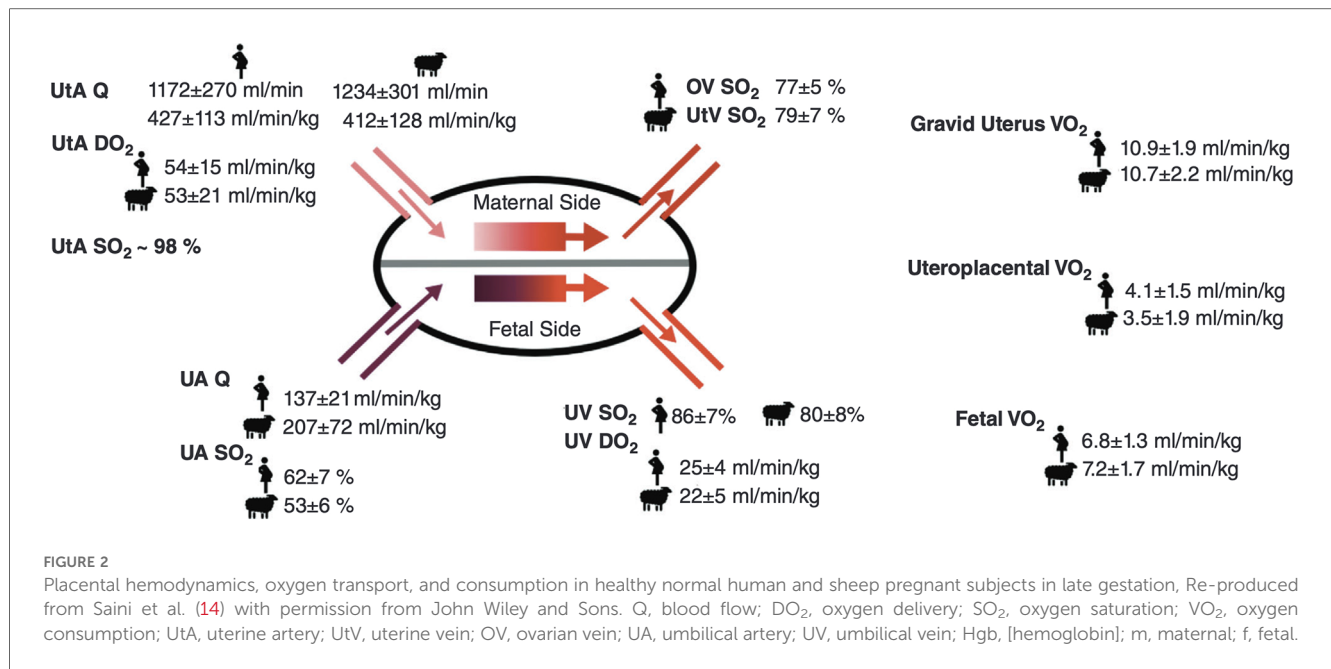 UtA Q
1172±270 ml/min
1234±301 ml/min
427±113 ml/min/kg
412±128 ml/min/kg
UtA DO₂
54±15 ml/min/kg
53±21 ml/min/kg
UtA SO₂ ~ 98 %
OV SO₂ 77±5 %
UtV SO₂ 79±7 %
Maternal Side
Fetal Side
Gravid Uterus VO₂
10.9±1.9 ml/min/kg
10.7±2.2 ml/min/kg
Uteroplacental VO₂
4.1±1.5 ml/min/kg
3.5±1.9 ml/min/kg
UA Q
137±21ml/min/kg
207±72 ml/min/kg
UA SO₂
62±7 %
53±6 %
UV SO₂ 86±7% 80±8%
UV DO₂
25±4 ml/min/kg
22±5 ml/min/kg
Fetal VO₂
6.8±1.3 ml/min/kg
7.2±1.7 ml/min/kg
FIGURE 2
Placental hemodynamics, oxygen transport, and consumption in healthy normal human and sheep pregnant subjects in late gestation, Re-produced
from Saini et al. (14) with permission from John Wiley and Sons. Q, blood flow; DO₂, oxygen delivery; SO₂, oxygen saturation; VO₂, oxygen
consumption; UtA, uterine artery; UtV, uterine vein; OV, ovarian vein; UA, umbilical artery; UV, umbilical vein; Hgb, [hemoglobin]; m, maternal; f, fetal.